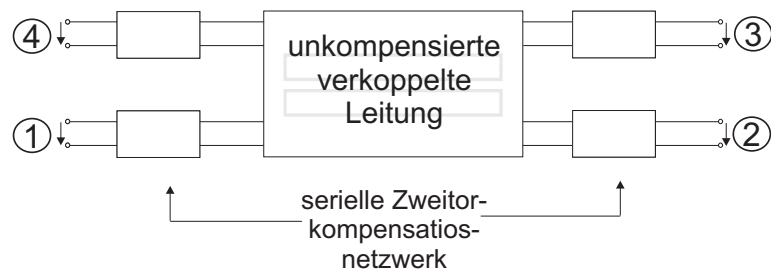 4
unkompensierte
3
verkoppelte
Leitung
1
2
serielle Zweitor-
kompensatios-
netzwerk